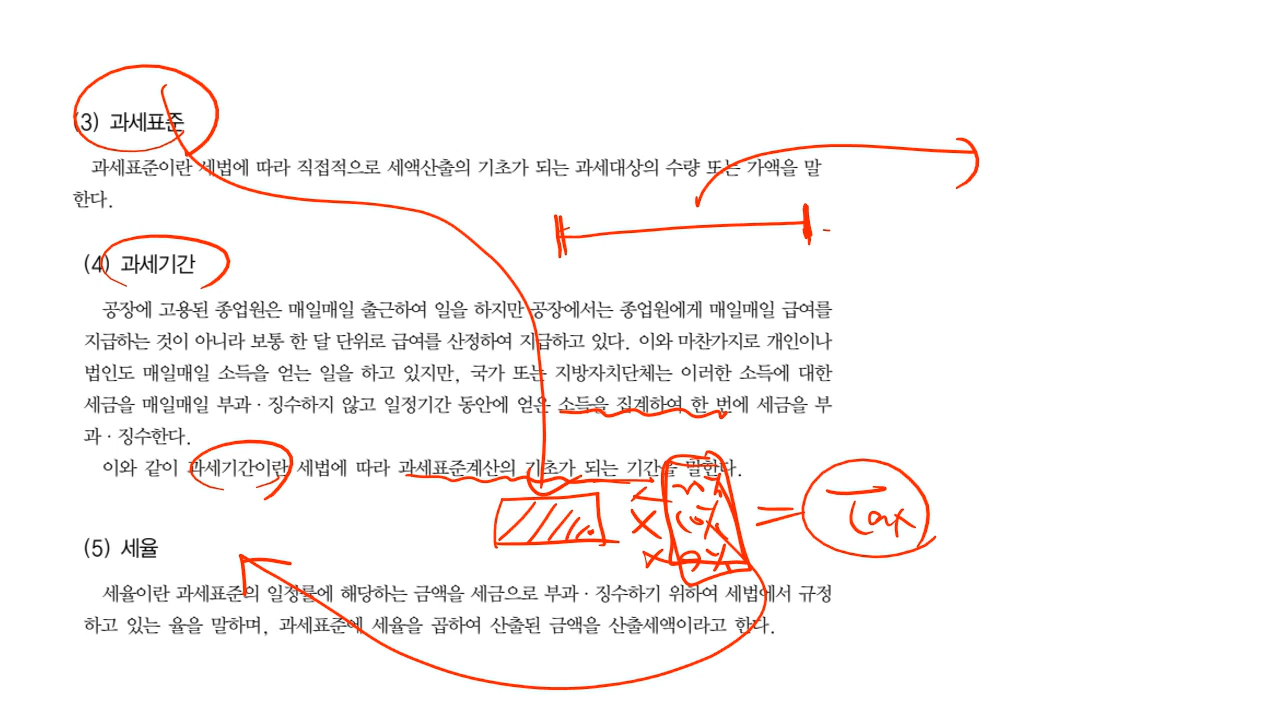 (3) 과세표준
과세표준이란 세법에 따라 직접적으로 세액산출의 기초가 되는 과세대상의 수량 또는 가액을 말
한다.
(4) 과세기간
공장에 고용된 종업원은 매일매일 출근하여 일을 하지만 공장에서는 종업원에게 매일매일 급여를
지급하는 것이 아니라 보통 한 달 단위로 급여를 산정하여 지급하고 있다. 이와 마찬가지로 개인이나
법인도 매일매일 소득을 얻는 일을 하고 있지만, 국가 또는 지방자치단체는 이러한 소득에 대한
세금을 매일매일 부과·징수하지 않고 일정기간 동안에 얻은 소득을 집계하여 한 번에 세금을 부
과·징수한다.
이와 같이 과세기간이란 세법에 따라 과세표준계산의 기초가 되는 기간을 말한다.
= Tax
(5) 세율
세율이란 과세표준의 일정률에 해당하는 금액을 세금으로 부과·징수하기 위하여 세법에서 규정
하고 있는 율을 말하며, 과세표준에 세율을 곱하여 산출된 금액을 산출세액이라고 한다.